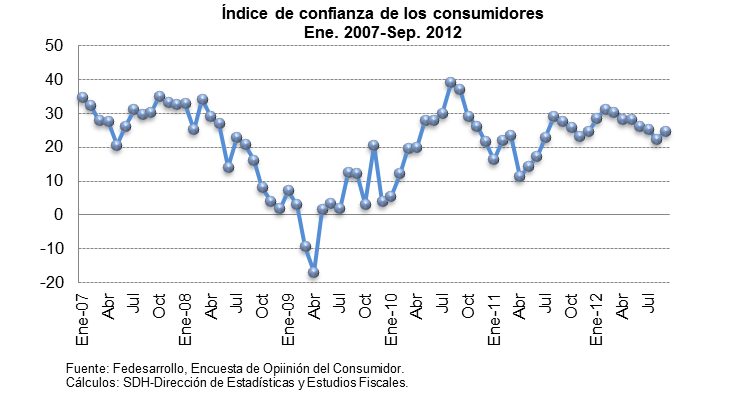 Índice de confianza de los consumidores
Ene. 2007-Sep. 2012
50
40
30
20
10
0
-10
-20
Ene-07
Abr
Jul
Oct
Ene-08
Abr
Jul
Oct
Ene-09
Abr
Jul
Oct
Ene-10
Abr
Jul
Oct
Ene-11
Abr
Jul
Oct
Ene-12
Abr
Jul
Fuente: Fedesarrollo, Encuesta de Opinión del Consumidor.
Cálculos: SDH-Dirección de Estadísticas y Estudios Fiscales.